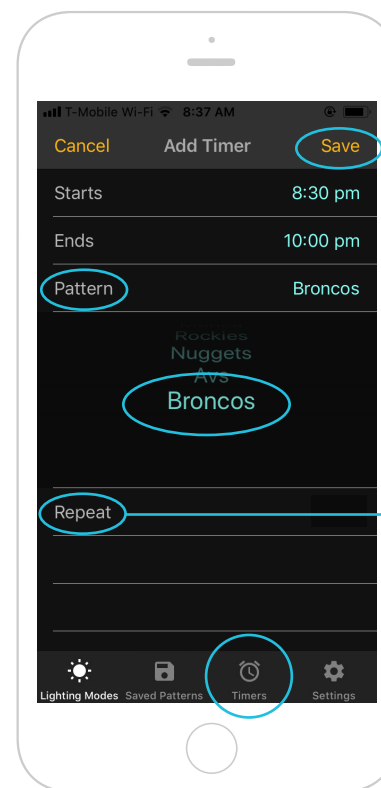 T-Mobile Wi-Fi 8:37 AM
Cancel Add Timer Save
Starts 8:30 pm
Ends 10:00 pm
Pattern Broncos
Rockies
Nuggets
Avs
Broncos
Repeat
Lighting Modes Saved Patterns Timers Settings